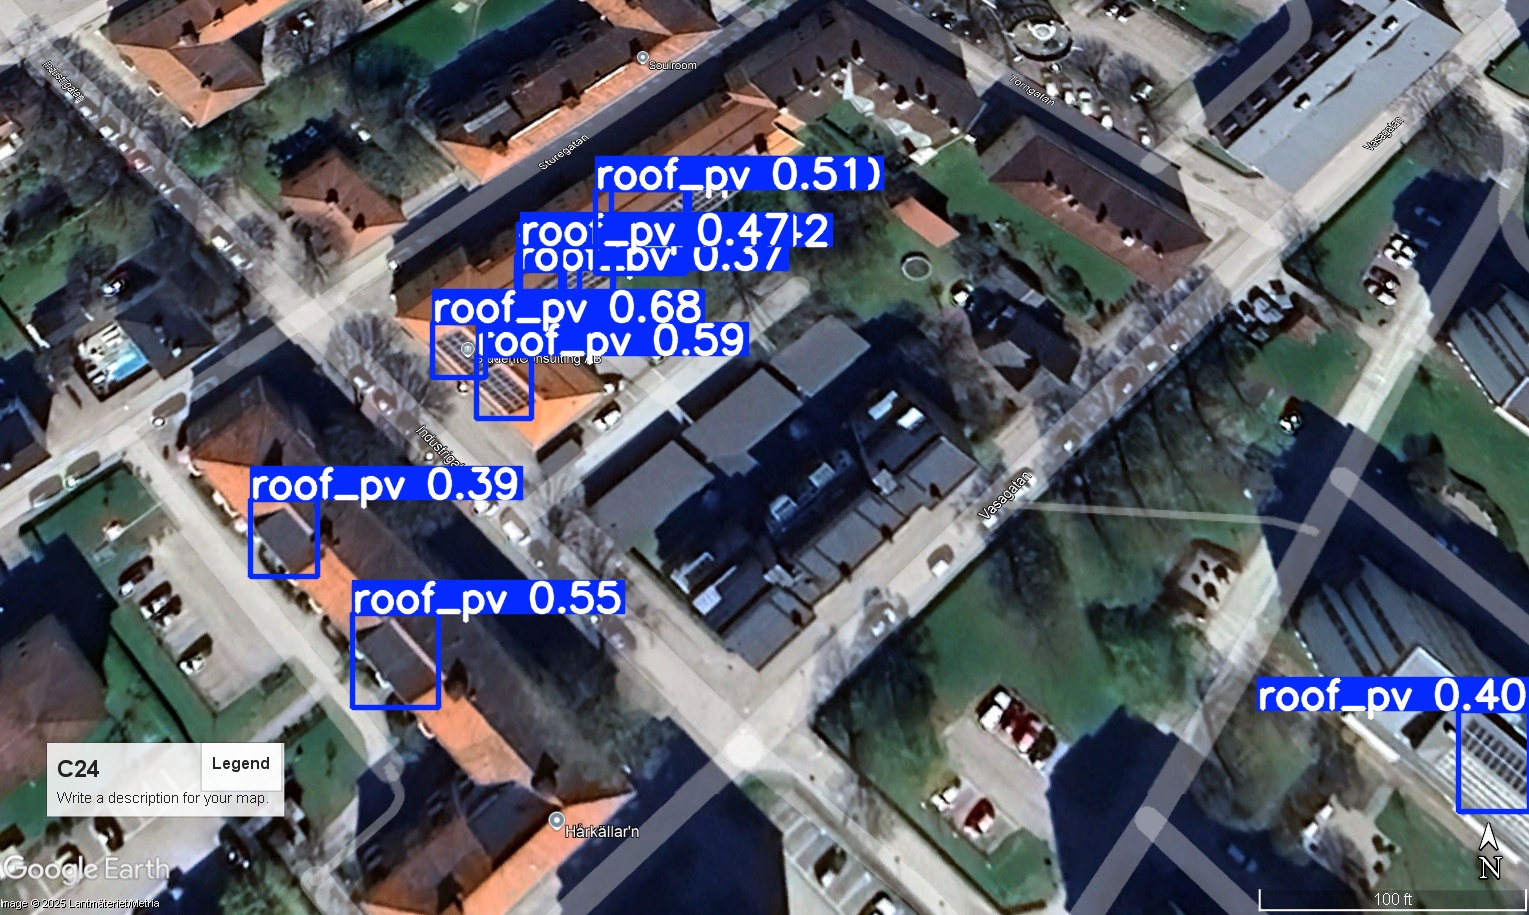 Industrigatan
Soulroom
Torngatan
Vasagatan
Sturegatan
roof_pv 0.51)
roof_pv 0.47
roof_pv 0.37
roof_pv 0.68
roof_pv 0.59
roof_pv 0.39
Vasagatan
roof_pv 0.55
roof_pv 0.40
C24
Legend
Write a description for your map.
Hårkällar'n
Google Earth
N
100 ft
Image © 2025 Lantmäteriet/Metria